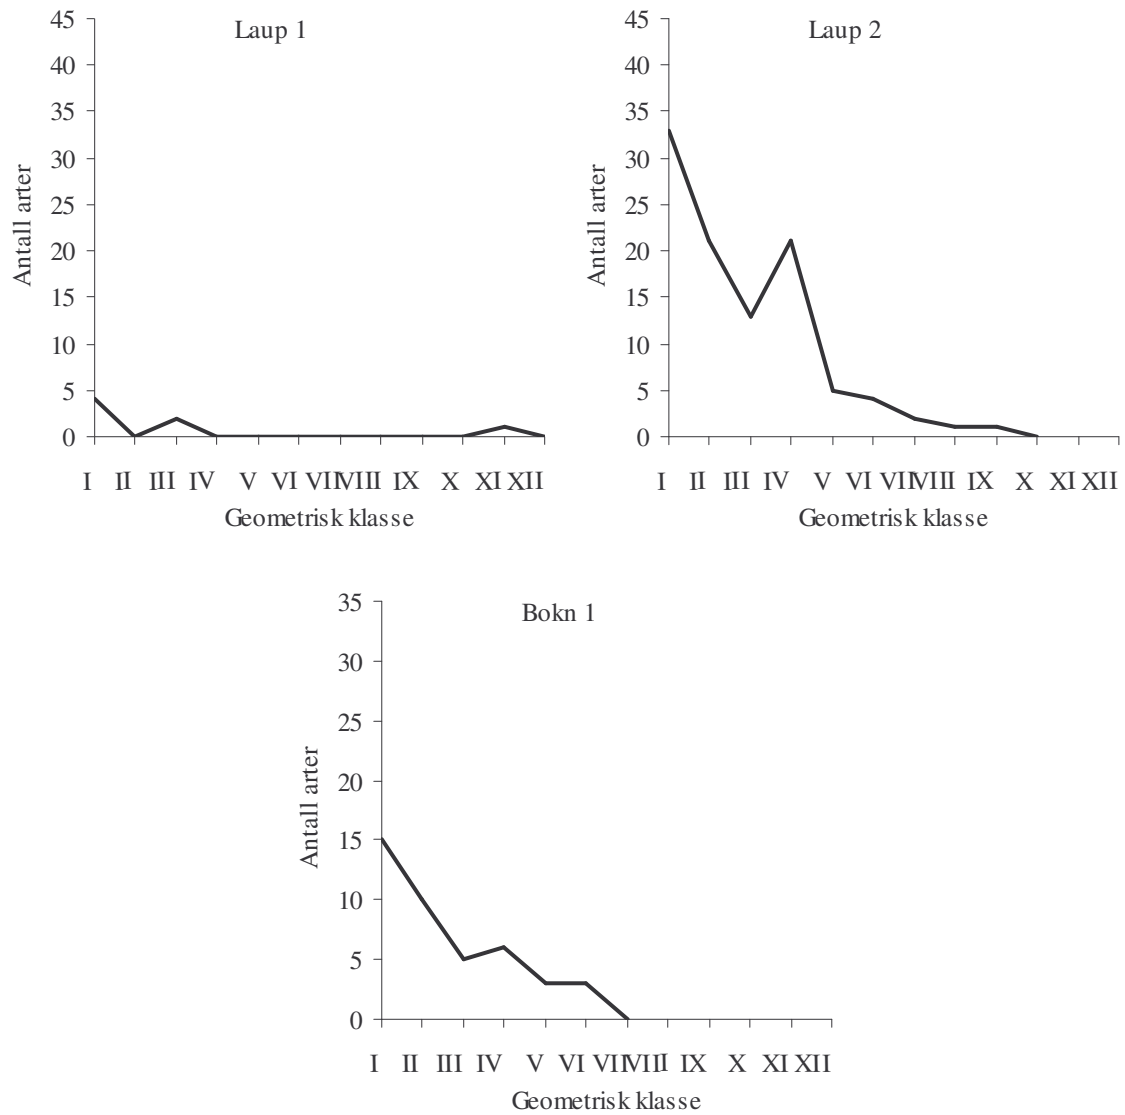 Laup 1
Antall arter
45
40
35
30
25
20
15
10
5
0
I II III IV V VI VII VIII IX X XI XII
Geometrisk klasse
Laup 2
Antall arter
45
40
35
30
25
20
15
10
5
0
I II III IV V VI VII VIII IX X XI XII
Geometrisk klasse
Bokn 1
Antall arter
35
30
25
20
15
10
5
0
I II III IV V VI VII VIII IX X XI XII
Geometrisk klasse